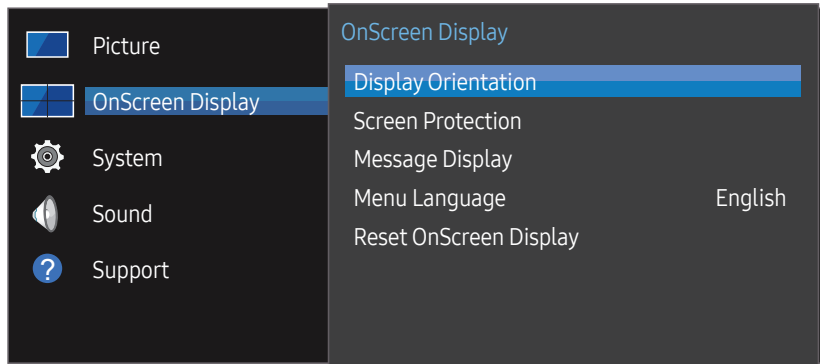 Picture
OnScreen Display
System
Sound
? Support
OnScreen Display
Display Orientation
Screen Protection
Message Display
Menu Language English
Reset OnScreen Display